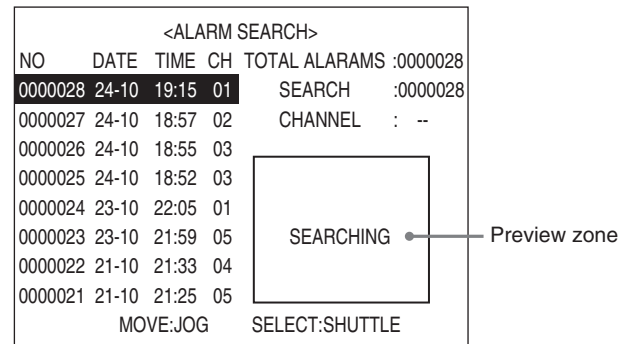 <ALARM SEARCH>
NO DATE TIME CH TOTAL ALARAMS :0000028
0000028 24-10 19:15 01 SEARCH :0000028
0000027 24-10 18:57 02 CHANNEL : --
0000026 24-10 18:55 03
0000025 24-10 18:52 03
0000024 23-10 22:05 01
0000023 23-10 21:59 05 SEARCHING Preview zone
0000022 21-10 21:33 04
0000021 21-10 21:25 05
MOVE:JOG SELECT:SHUTTLE